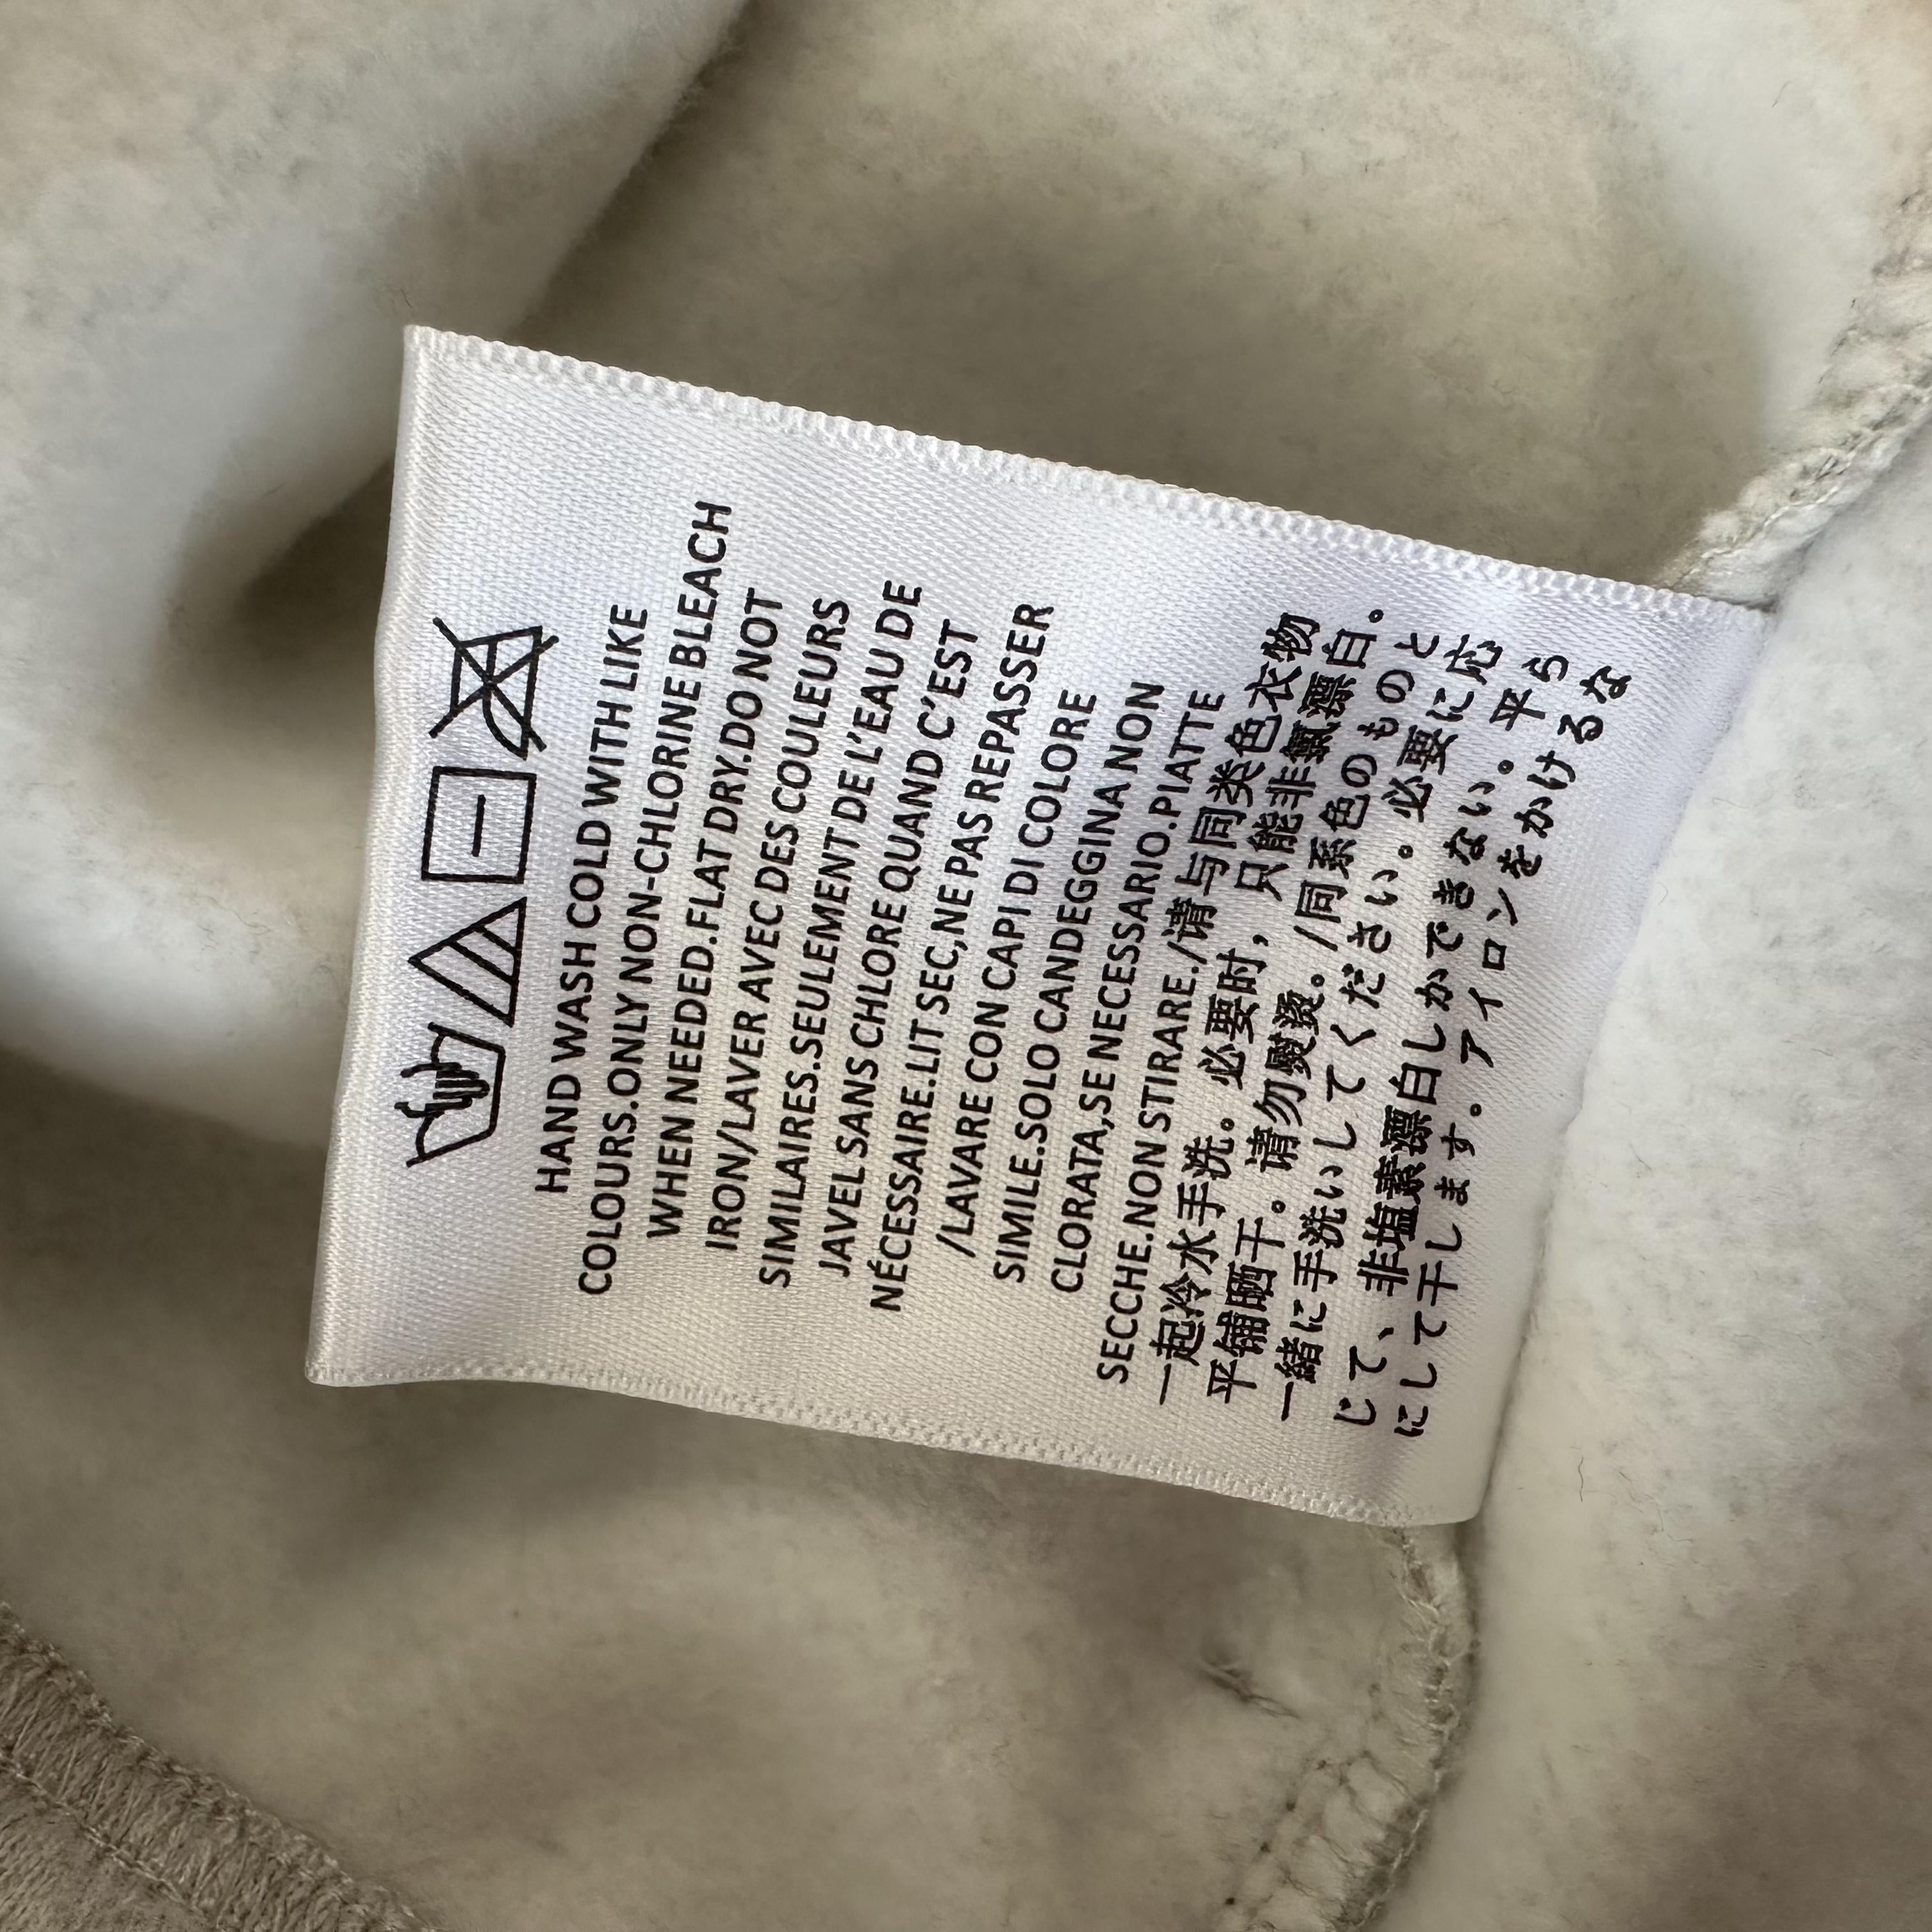 HAND WASH COLD WITH LIKE
COLOURS.ONLY NON-CHLORINE BLEACH
WHEN NEEDED.FLAT DRY.DO NOT
IRON/LAVER AVEC DES COULEURS
SIMILAIRES.SEULEMENT DE L'EAU DE
JAVEL SANS CHLORE QUAND C'EST
NÉCESSAIRE.LIT SEC,NE PAS REPASSER
/LAVARE CON CAPI DI COLORE
SIMILE.SOLO CANDEGGINA NON
CLORATA,SE NECESSARIO.PIATTE
SECCHE.NON STIRARE./请与同类色衣物
一起冷水手洗。必要时，只能非氯漂白。
平铺晒干。请勿熨烫。/同系色のものと
一緒に手洗いしてください。必要に応
じて、非塩素漂白しかできない。平ら
にして干します。アイロンをかけるな